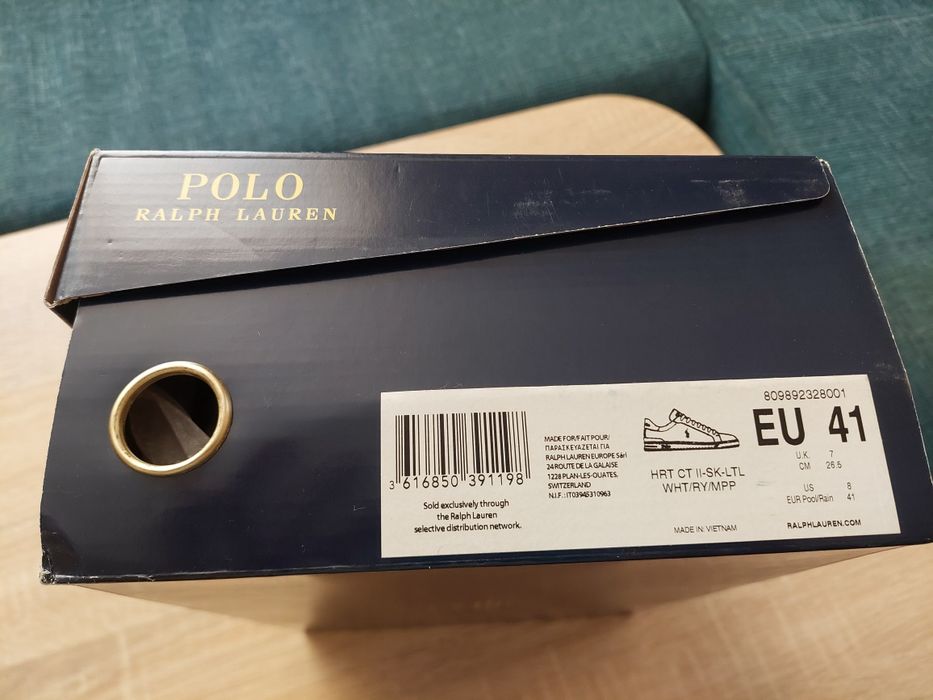 POLO
RALPH LAUREN
3 616850 391198
Sold exclusively through
the Ralph Lauren
selective distribution network.
MADE FOR/FAIT POUR/
ΠΑΡΑΣΚΕΥΑΖΕΤΑΙ ΓΙΑ
RALPH LAUREN EUROPE Sàrl
24 ROUTE DE LA GALAISE
1228 PLAN-LES-OUATES,
SWITZERLAND
N.I.F.: IT03945310963
HRT CT II-SK-LTL
WHT/RY/MPP
MADE IN VIETNAM
809892328001
EU 41
U.K. 7
CM 26.5
US 8
EUR Pool/Rain 41
RALPHLAUREN.COM